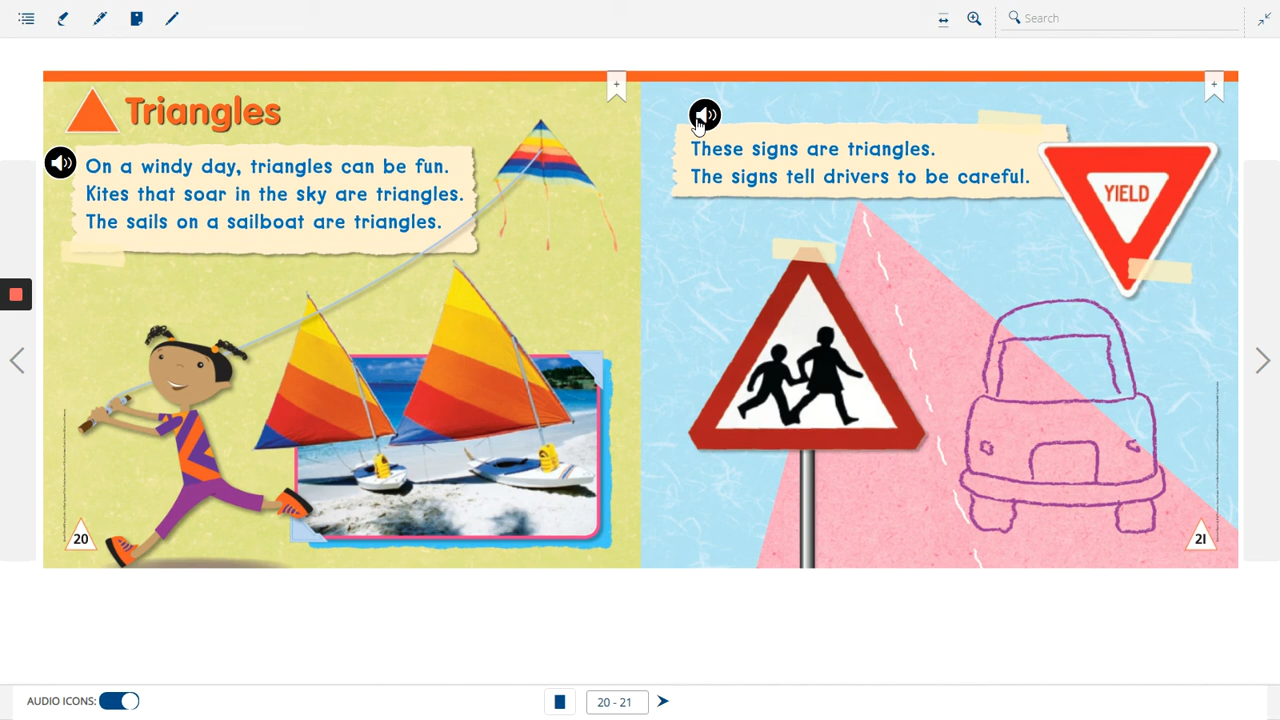 Search
Triangles
On a windy day, triangles can be fun.
Kites that soar in the sky are triangles.
The sails on a sailboat are triangles.
20
These signs are triangles.
The signs tell drivers to be careful.
YIELD
21
AUDIO ICONS:
20 - 21